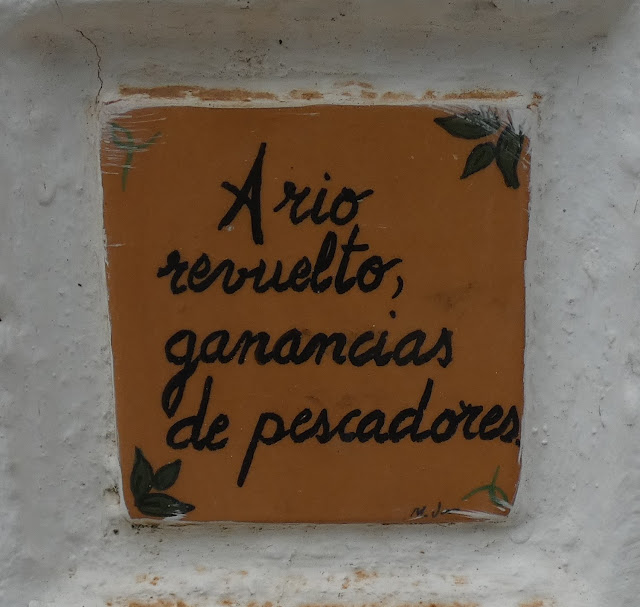 A rio
revuelto,
ganancias
de pescadores.